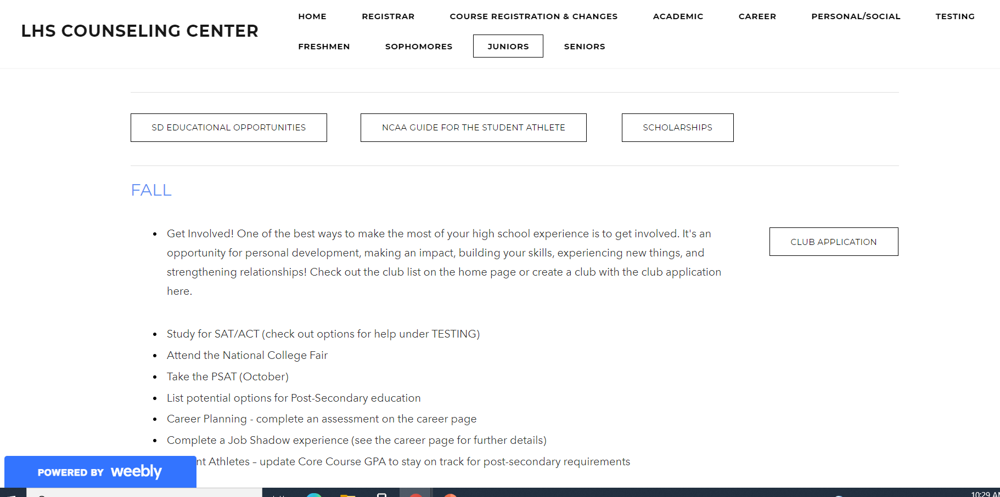 LHS COUNSELING CENTER
HOME REGISTRAR COURSE REGISTRATION & CHANGES ACADEMIC CAREER PERSONAL/SOCIAL TESTING
FRESHMEN SOPHOMORES JUNIORS SENIORS
SD EDUCATIONAL OPPORTUNITIES NCAA GUIDE FOR THE STUDENT ATHLETE SCHOLARSHIPS
FALL
• Get Involved! One of the best ways to make the most of your high school experience is to get involved. It's an
opportunity for personal development, making an impact, building your skills, experiencing new things, and
strengthening relationships! Check out the club list on the home page or create a club with the club application
here.
CLUB APPLICATION
• Study for SAT/ACT (check out options for help under TESTING)
• Attend the National College Fair
• Take the PSAT (October)
• List potential options for Post-Secondary education
• Career Planning - complete an assessment on the career page
• Complete a Job Shadow experience (see the career page for further details)
nt Athletes – update Core Course GPA to stay on track for post-secondary requirements
POWERED BY weebly
10:29 AM